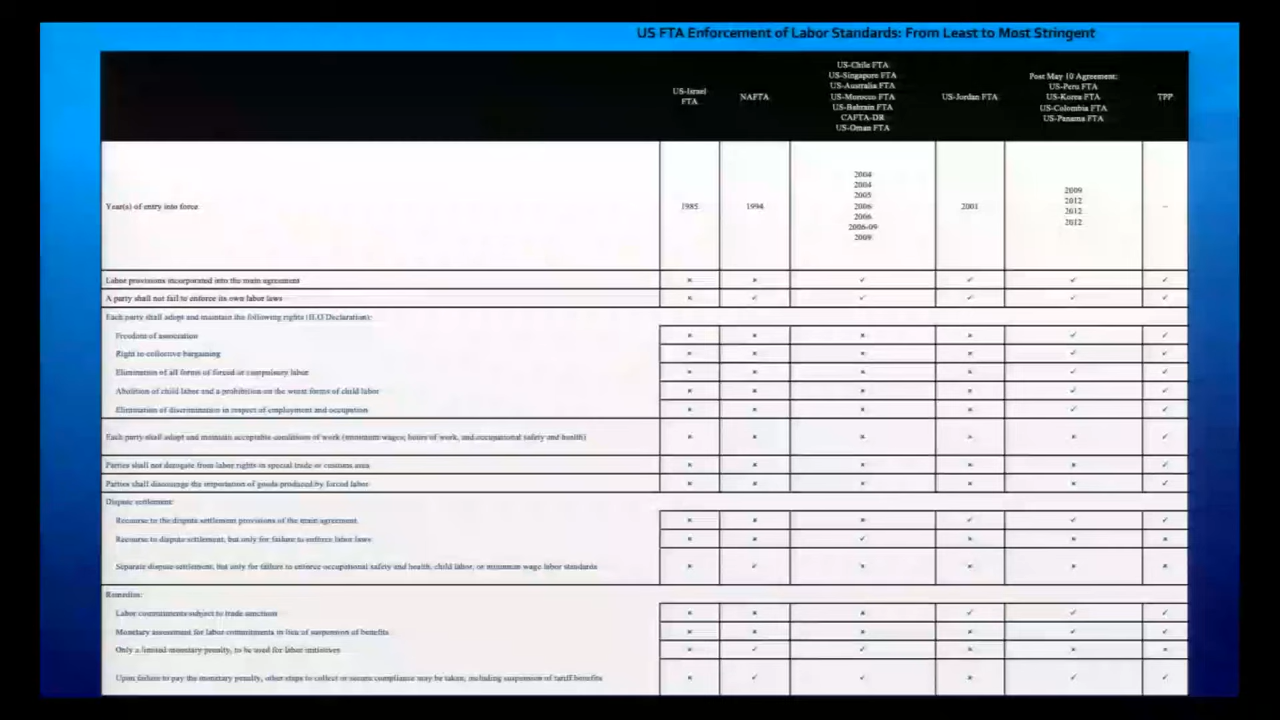 US FTA Enforcement of Labor Standards: From Least to Most Stringent
US-Israel
FTA
NAFTA
US-Chile FTA
US-Singapore FTA
US-Australia FTA
US-Morocco FTA
US-Bahrain FTA
CAFTA-DR
US-Oman FTA
US-Jordan FTA
Post May 10 Agreement:
US-Peru FTA
US-Korea FTA
US-Colombia FTA
US-Panama FTA
TPP
Year(s) of entry into force
1985
1994
2004
2004
2005
2006
2006
2006-09
2009
2001
2009
2012
2012
2012
–
Labor provisions incorporated into the main agreement × × ✓ ✓ ✓ ✓
A party shall not fail to enforce its own labor laws × ✓ ✓ ✓ ✓ ✓
Each party shall adopt and maintain the following rights (ILO Declaration):
Freedom of association × × × × ✓ ✓
Right to collective bargaining × × × × ✓ ✓
Elimination of all forms of forced or compulsory labor × × × × ✓ ✓
Abolition of child labor and a prohibition on the worst forms of child labor × × × × ✓ ✓
Elimination of discrimination in respect of employment and occupation × × × × ✓ ✓
Each party shall adopt and maintain acceptable conditions of work (minimum wages, hours of work, and occupational safety and health) × × × × × ✓
Parties shall not derogate from labor rights in special trade or customs area × × × × × ✓
Parties shall discourage the importation of goods produced by forced labor × × × × × ✓
Dispute settlement:
Recourse to the dispute settlement provisions of the main agreement × × × ✓ ✓ ✓
Recourse to dispute settlement, but only for failure to enforce labor laws × × ✓ × × ×
Separate dispute settlement, but only for failure to enforce occupational safety and health, child labor, or minimum wage labor standards × ✓ × × × ×
Remedies:
Labor commitments subject to trade sanctions × × × ✓ ✓ ✓
Monetary assessment for labor commitments in lieu of suspension of benefits × × × × ✓ ✓
Only a limited monetary penalty, to be used for labor initiatives × ✓ ✓ × × ×
Upon failure to pay the monetary penalty, other steps to collect or secure compliance may be taken, including suspension of tariff benefits × ✓ ✓ × ✓ ✓